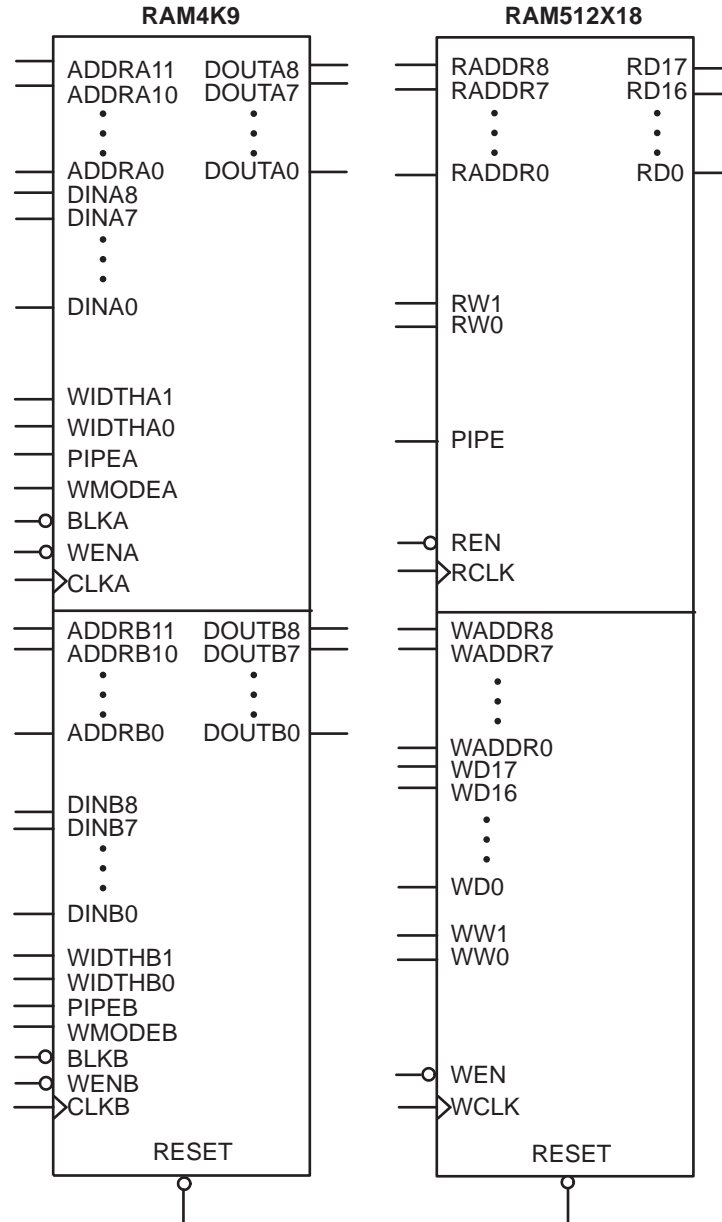 RAM4K9
ADDRA11 DOUTA8
ADDRA10 DOUTA7
ADDRA0 DOUTA0
DINA8
DINA7
DINA0
WIDTHA1
WIDTHA0
PIPEA
WMODEA
BLKA
WENA
CLKA
ADDRB11 DOUTB8
ADDRB10 DOUTB7
ADDRB0 DOUTB0
DINB8
DINB7
DINB0
WIDTHB1
WIDTHB0
PIPEB
WMODEB
BLKB
WENB
CLKB
RESET
RAM512X18
RADDR8 RD17
RADDR7 RD16
RADDR0 RD0
RW1
RW0
PIPE
REN
RCLK
WADDR8
WADDR7
WADDR0
WD17
WD16
WD0
WW1
WW0
WEN
WCLK
RESET